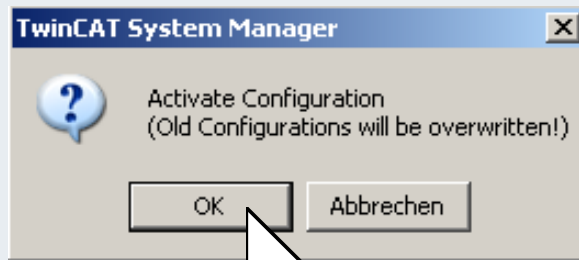 TwinCAT System Manager
Activate Configuration
(Old Configurations will be overwritten!)
OK
Abbrechen